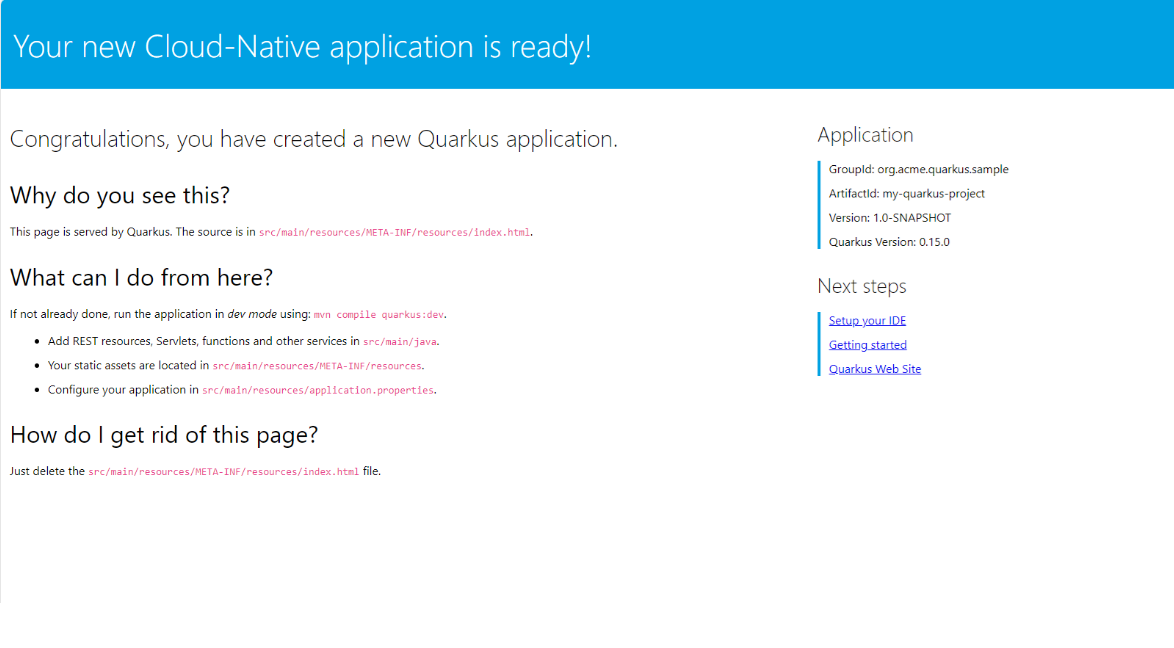 Your new Cloud-Native application is ready!
Congratulations, you have created a new Quarkus application.
Why do you see this?
This page is served by Quarkus. The source is in src/main/resources/META-INF/resources/index.html.
What can I do from here?
If not already done, run the application in dev mode using: mvn compile quarkus:dev.
• Add REST resources, Servlets, functions and other services in src/main/java.
• Your static assets are located in src/main/resources/META-INF/resources.
• Configure your application in src/main/resources/application.properties.
How do I get rid of this page?
Just delete the src/main/resources/META-INF/resources/index.html file.
Application
GroupId: org.acme.quarkus.sample
ArtifactId: my-quarkus-project
Version: 1.0-SNAPSHOT
Quarkus Version: 0.15.0
Next steps
Setup your IDE
Getting started
Quarkus Web Site